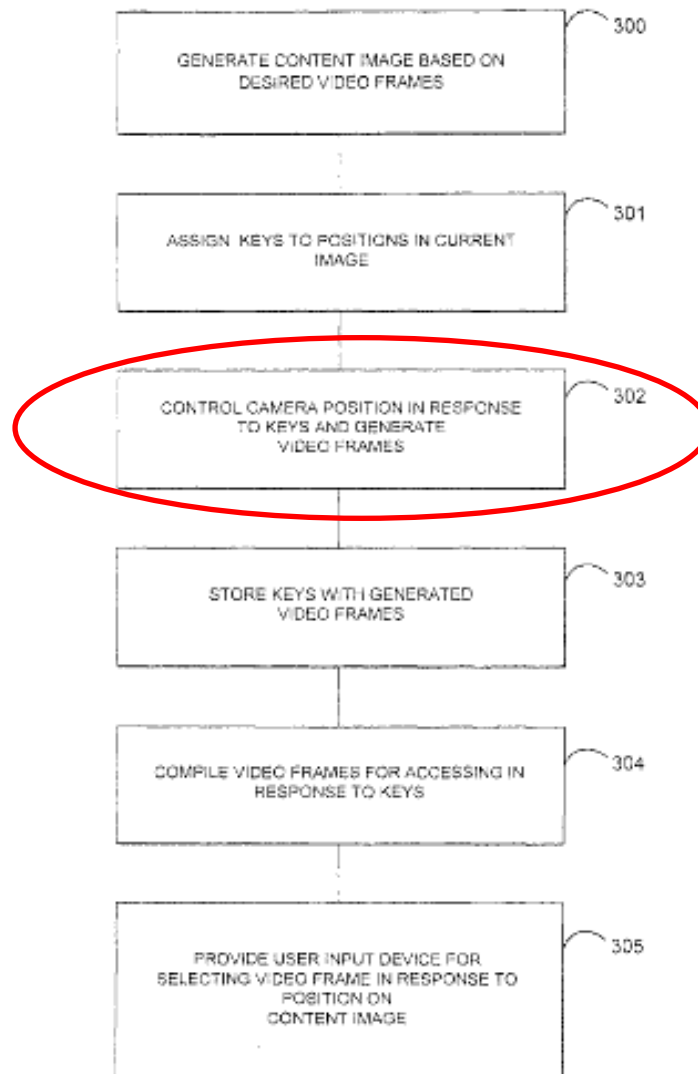 300
GENERATE CONTENT IMAGE BASED ON
DESIRED VIDEO FRAMES
301
ASSIGN KEYS TO POSITIONS IN CURRENT
IMAGE
302
CONTROL CAMERA POSITION IN RESPONSE
TO KEYS AND GENERATE
VIDEO FRAMES
303
STORE KEYS WITH GENERATED
VIDEO FRAMES
304
COMPILE VIDEO FRAMES FOR ACCESSING IN
RESPONSE TO KEYS
305
PROVIDE USER INPUT DEVICE FOR
SELECTING VIDEO FRAME IN RESPONSE TO
POSITION ON
CONTENT IMAGE